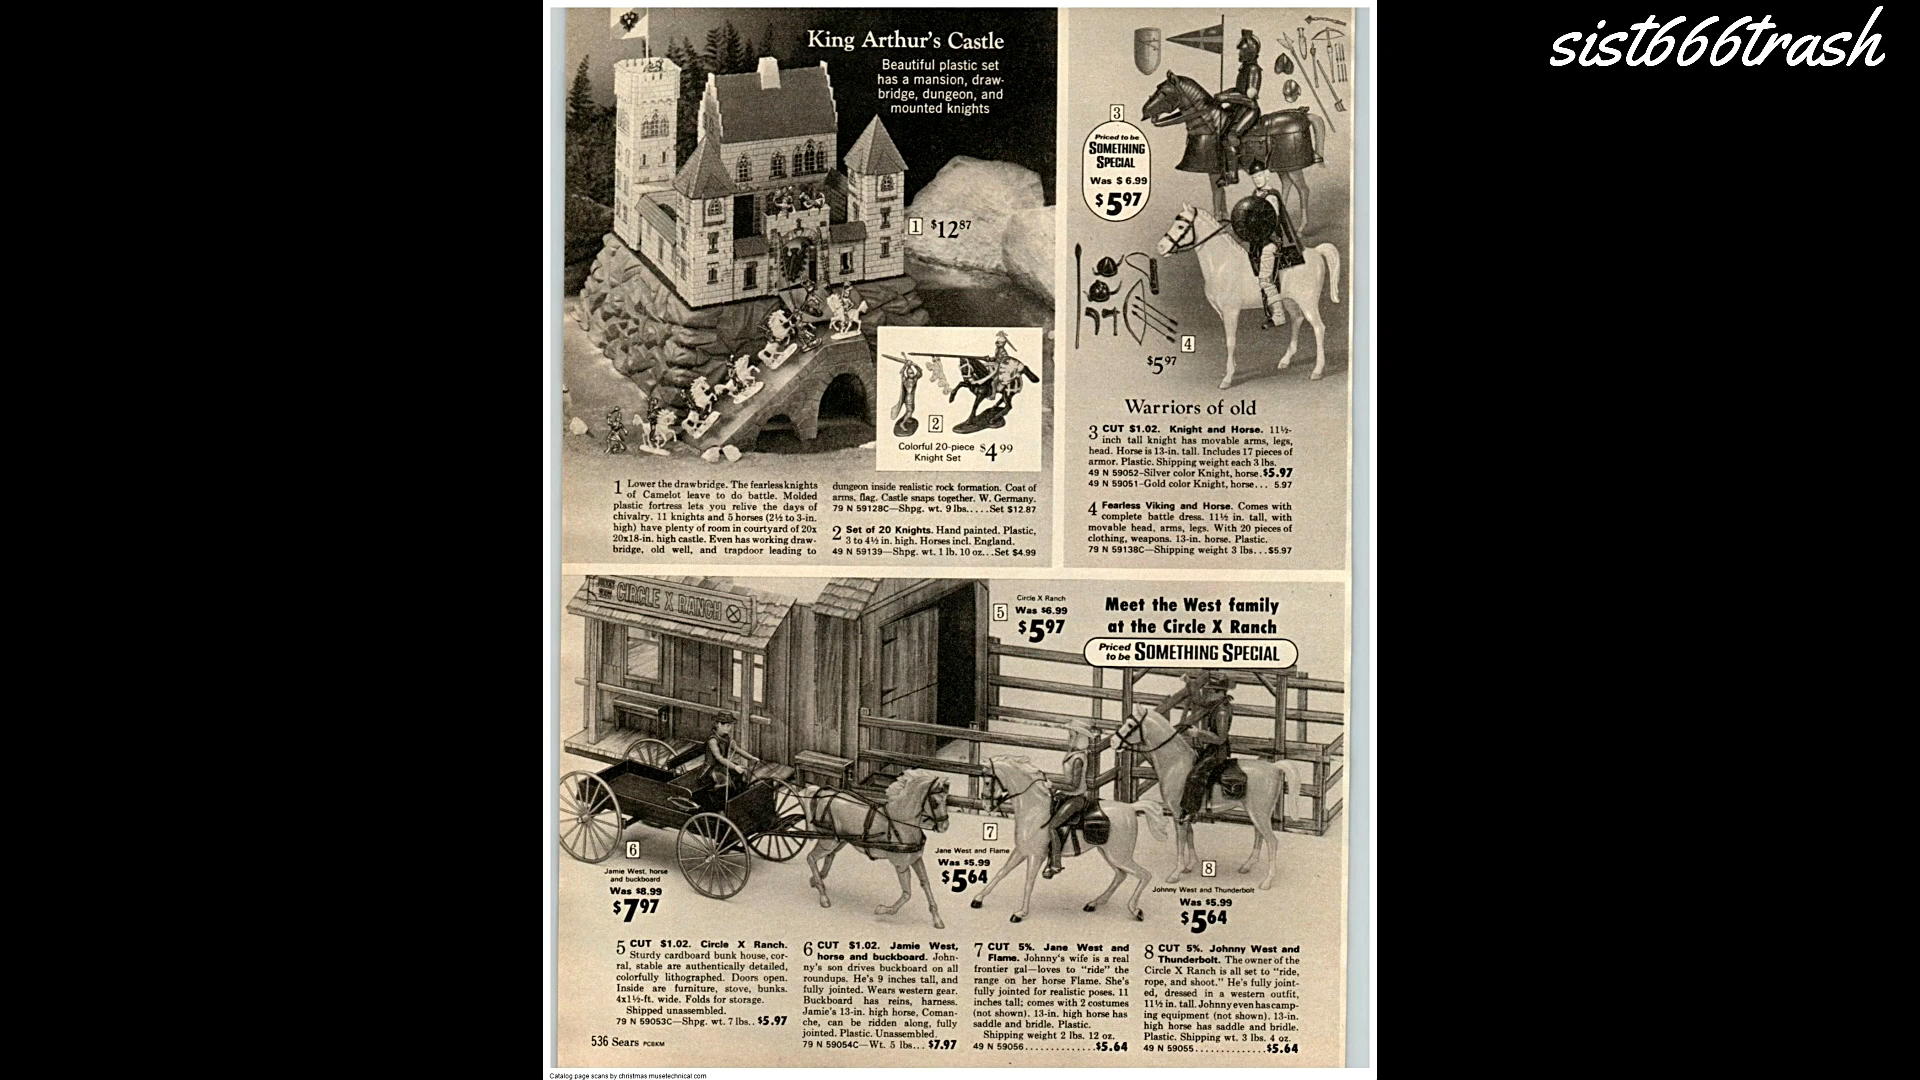 sist666trash
King Arthur's Castle
Beautiful plastic set
has a mansion, draw-
bridge, dungeon, and
mounted knights
1 $12 87
2
Colorful 20-piece $4 99
Knight Set
1 Lower the drawbridge. The fearless knights
of Camelot leave to do battle. Molded
plastic fortress lets you relive the days of
chivalry. 11 knights and 5 horses (2½ to 3-in.
high) have plenty of room in courtyard of 20x
20x18-in. high castle. Even has working draw-
bridge, old well, and trapdoor leading to
dungeon inside realistic rock formation. Coat of
arms, flag. Castle snaps together. W. Germany.
79 N 59128C—Shpg. wt. 9 lbs.....Set $12.87
2 Set of 20 Knights. Hand painted. Plastic,
3 to 4½ in. high. Horses incl. England.
49 N 59139—Shpg. wt. 1 lb. 10 oz...Set $4.99
3
Priced to be
SOMETHING
SPECIAL
Was $6.99
$5 97
4
$5 97
Warriors of old
3 CUT $1.02. Knight and Horse. 11½-
inch tall knight has movable arms, legs,
head. Horse is 13-in. tall. Includes 17 pieces of
armor. Plastic. Shipping weight each 3 lbs.
49 N 59052–Silver color Knight, horse.$5.97
49 N 59051–Gold color Knight, horse... 5.97
4 Fearless Viking and Horse. Comes with
complete battle dress. 11½ in. tall, with
movable head, arms, legs. With 20 pieces of
clothing, weapons. 13-in. horse. Plastic.
79 N 59138C—Shipping weight 3 lbs...$5.97
CIRCLE X RANCH
5
Circle X Ranch
Was $6.99
$5 97
Meet the West family
at the Circle X Ranch
Priced to be SOMETHING SPECIAL
6
Jamie West, horse
and buckboard
Was $8.99
$7 97
7
Jane West and Flame
Was $5.99
$5 64
8
Johnny West and Thunderbolt
Was $5.99
$5 64
5 CUT $1.02. Circle X Ranch.
Sturdy cardboard bunk house, cor-
ral, stable are authentically detailed,
colorfully lithographed. Doors open.
Inside are furniture, stove, bunks.
4x1½-ft. wide. Folds for storage.
Shipped unassembled.
79 N 59053C—Shpg. wt. 7 lbs.. $5.97
6 CUT $1.02. Jamie West,
horse and buckboard. John-
ny's son drives buckboard on all
roundups. He's 9 inches tall, and
fully jointed. Wears western gear.
Buckboard has reins, harness.
Jamie's 13-in. high horse, Coman-
che, can be ridden along, fully
jointed. Plastic. Unassembled.
79 N 59054C—Wt. 5 lbs... $7.97
7 CUT 5%. Jane West and
Flame. Johnny's wife is a real
frontier gal—loves to "ride" the
range on her horse Flame. She's
fully jointed for realistic poses. 11
inches tall; comes with 2 costumes
(not shown). 13-in. high horse has
saddle and bridle. Plastic.
Shipping weight 2 lbs. 12 oz.
49 N 59056.............$5.64
8 CUT 5%. Johnny West and
Thunderbolt. The owner of the
Circle X Ranch is all set to "ride,
rope, and shoot." He's fully joint-
ed, dressed in a western outfit,
11½ in. tall. Johnny even has camp-
ing equipment (not shown). 13-in.
high horse has saddle and bridle.
Plastic. Shipping wt. 3 lbs. 4 oz.
49 N 59055.............$5.64
536 Sears PCBKM
Catalog page scans by christmas.musetechnical.com